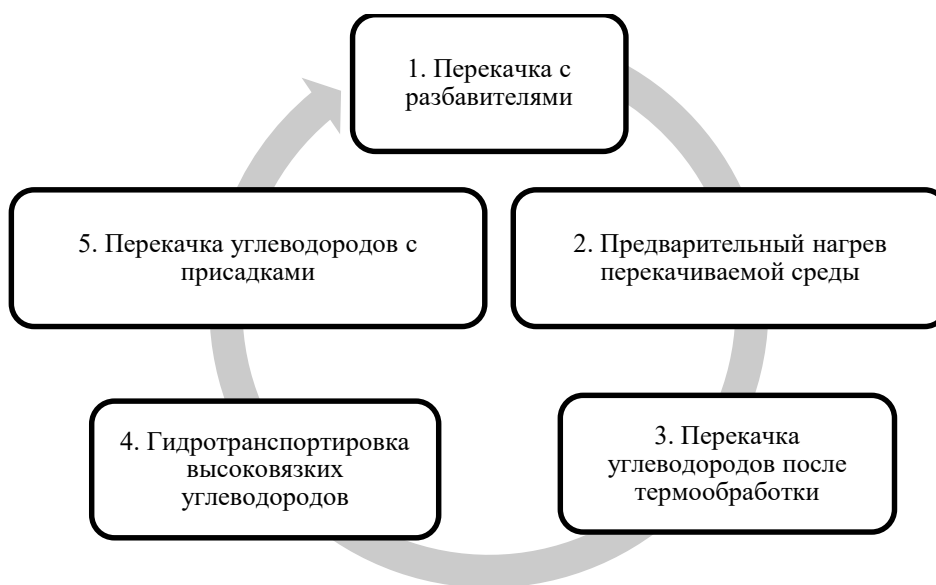 1. Перекачка с
разбавителями
2. Предварительный нагрев
перекачиваемой среды
3. Перекачка
углеводородов после
термообработки
4. Гидротранспортировка
высоковязких
углеводородов
5. Перекачка углеводородов с
присадками